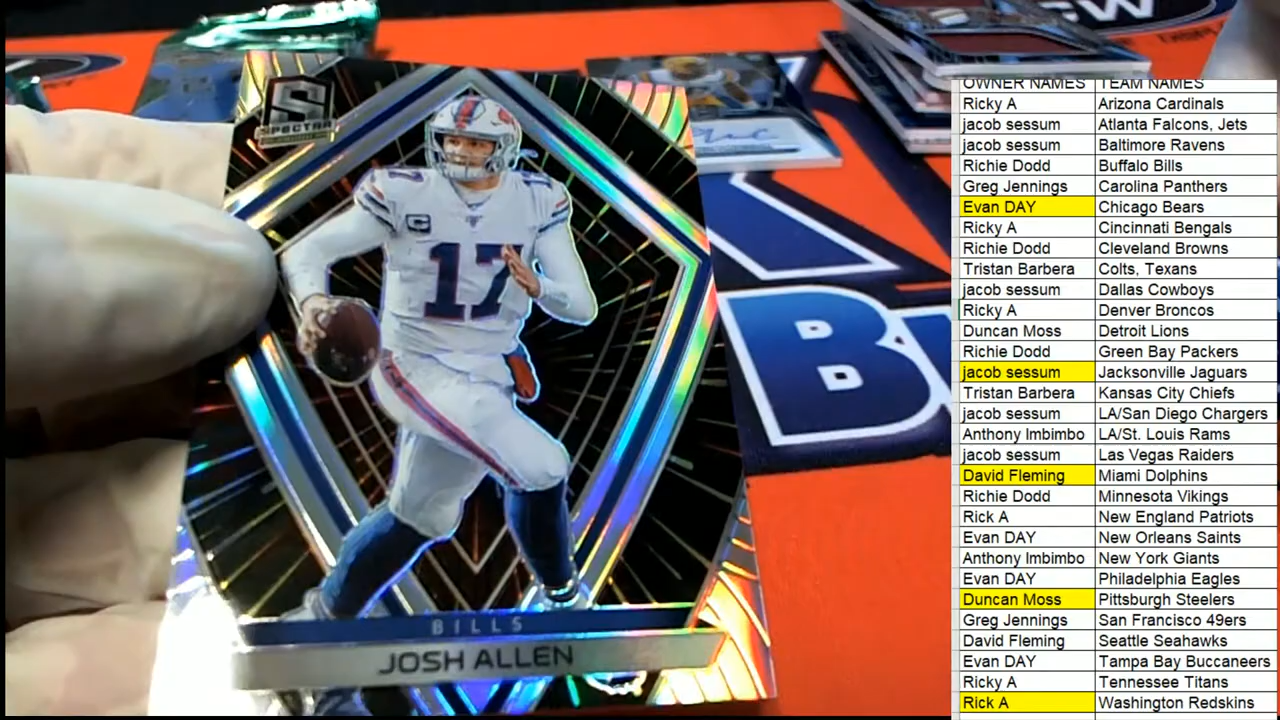 S
SPECTRA
C
17
17
BILLS
JOSH ALLEN
B
OWNER NAMES TEAM NAMES
Ricky A Arizona Cardinals
jacob sessum Atlanta Falcons, Jets
jacob sessum Baltimore Ravens
Richie Dodd Buffalo Bills
Greg Jennings Carolina Panthers
Evan DAY Chicago Bears
Ricky A Cincinnati Bengals
Richie Dodd Cleveland Browns
Tristan Barbera Colts, Texans
jacob sessum Dallas Cowboys
Ricky A Denver Broncos
Duncan Moss Detroit Lions
Richie Dodd Green Bay Packers
jacob sessum Jacksonville Jaguars
Tristan Barbera Kansas City Chiefs
jacob sessum LA/San Diego Chargers
Anthony Imbimbo LA/St. Louis Rams
jacob sessum Las Vegas Raiders
David Fleming Miami Dolphins
Richie Dodd Minnesota Vikings
Rick A New England Patriots
Evan DAY New Orleans Saints
Anthony Imbimbo New York Giants
Evan DAY Philadelphia Eagles
Duncan Moss Pittsburgh Steelers
Greg Jennings San Francisco 49ers
David Fleming Seattle Seahawks
Evan DAY Tampa Bay Buccaneers
Ricky A Tennessee Titans
Rick A Washington Redskins